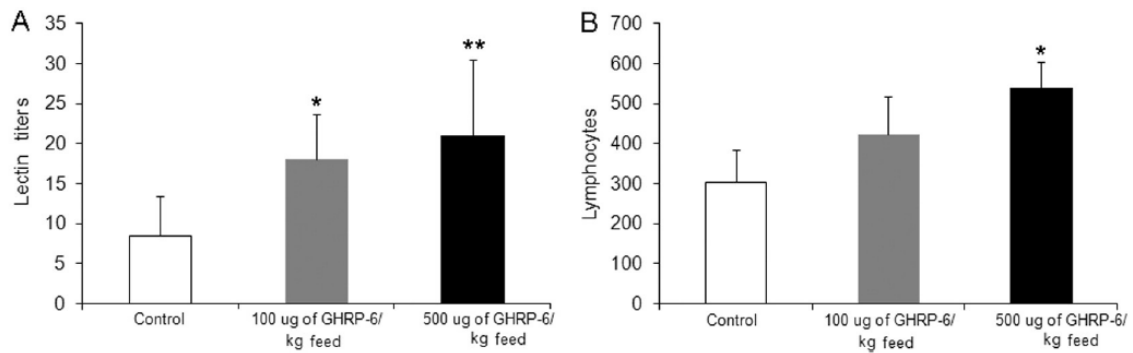 A
35
30
25
20
15
10
5
0
Lectin titers
*
**
Control
100 ug of GHRP-6/
kg feed
500 ug of GHRP-6/
kg feed
B
700
600
500
400
300
200
100
0
Lymphocytes
*
Control
100 ug of GHRP-6/
kg feed
500 ug of GHRP-6/
kg feed